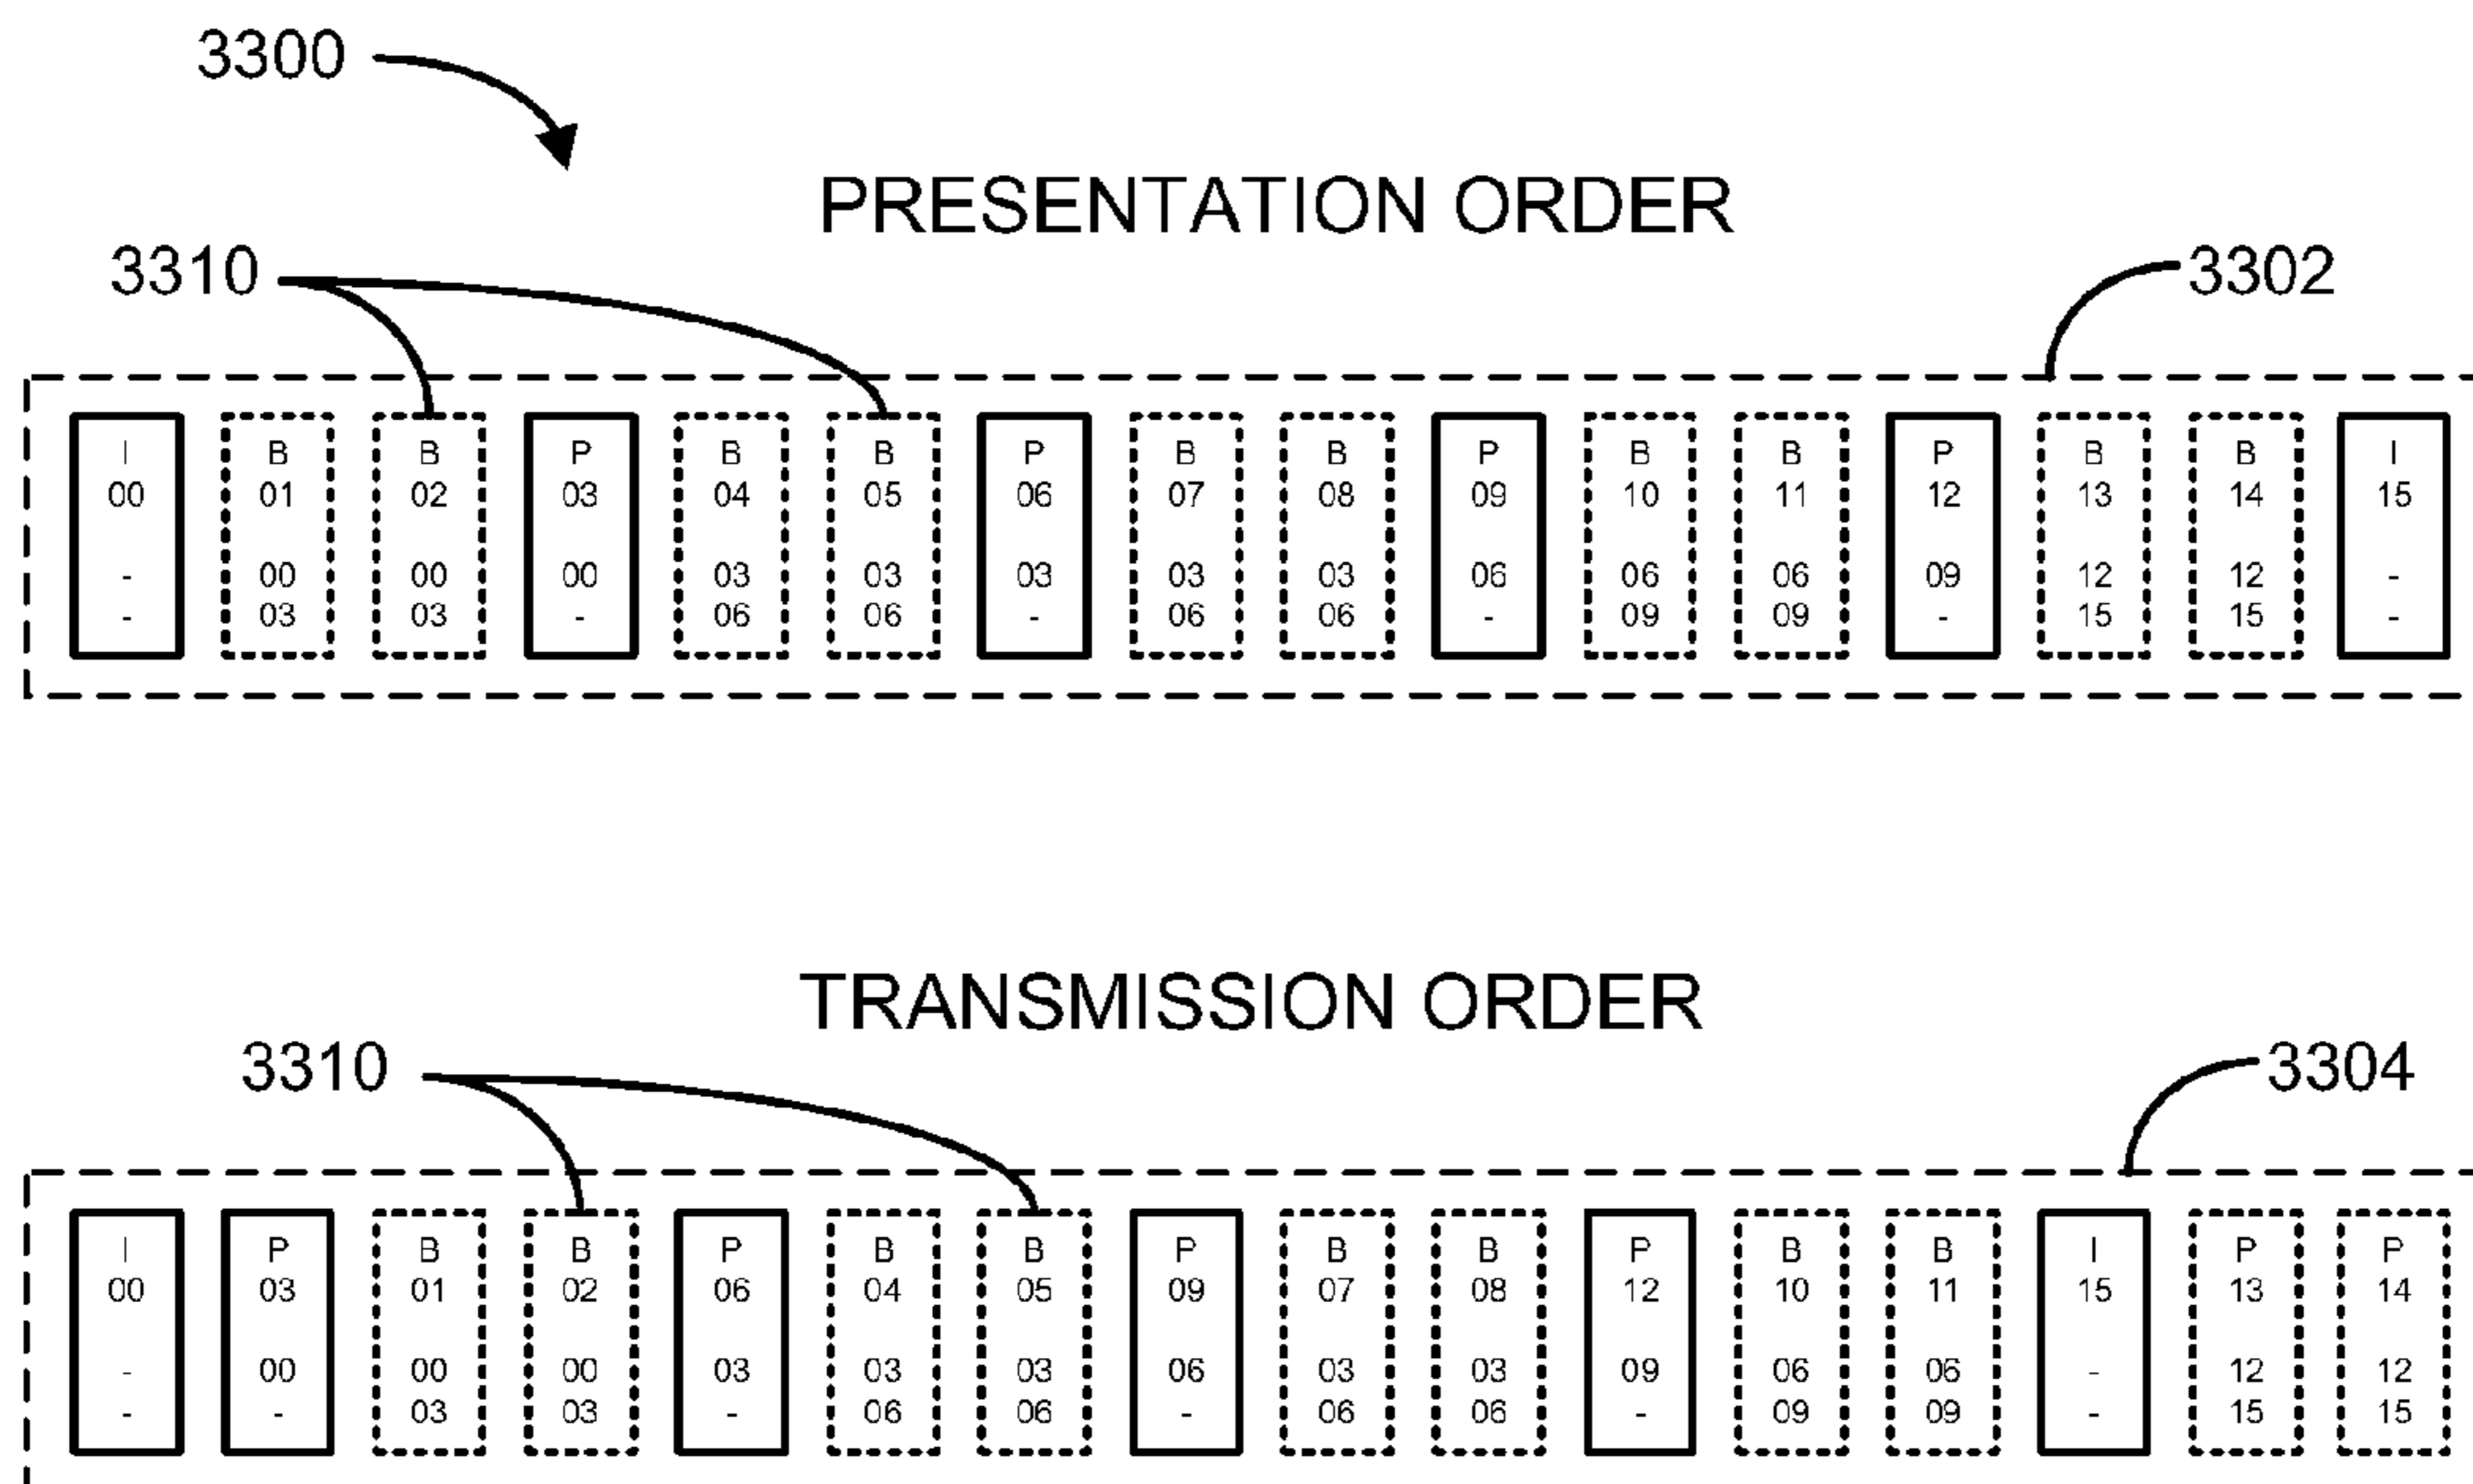 3300
PRESENTATION ORDER
3310
3302
I B B P B B P B B P B B P B B I
00 01 02 03 04 05 06 07 08 09 10 11 12 13 14 15
- 00 00 00 03 03 03 03 03 06 06 06 09 12 12 -
- 03 03 - 06 06 - 06 06 - 09 09 - 15 15 -
TRANSMISSION ORDER
3310
3304
I P B B P B B P B B P B B I P P
00 03 01 02 06 04 05 09 07 08 12 10 11 15 13 14
- 00 00 00 03 03 03 06 03 03 09 06 06 - 12 12
- - 03 03 - 06 06 - 06 06 - 09 09 - 15 15